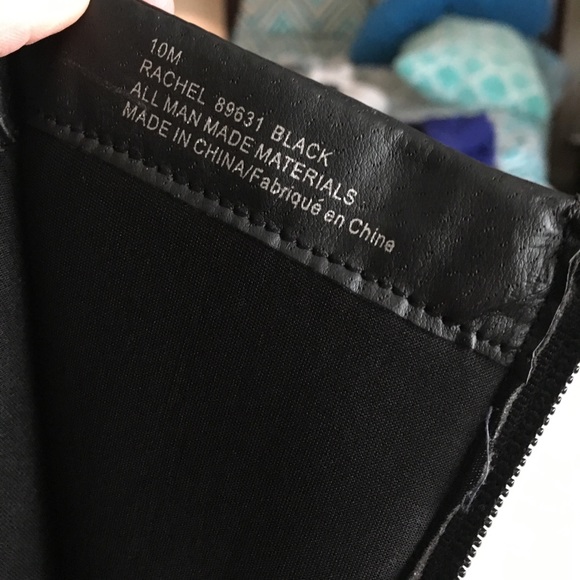 10M
RACHEL 89631 BLACK
ALL MAN MADE MATERIALS
MADE IN CHINA/Fabriqué en Chine